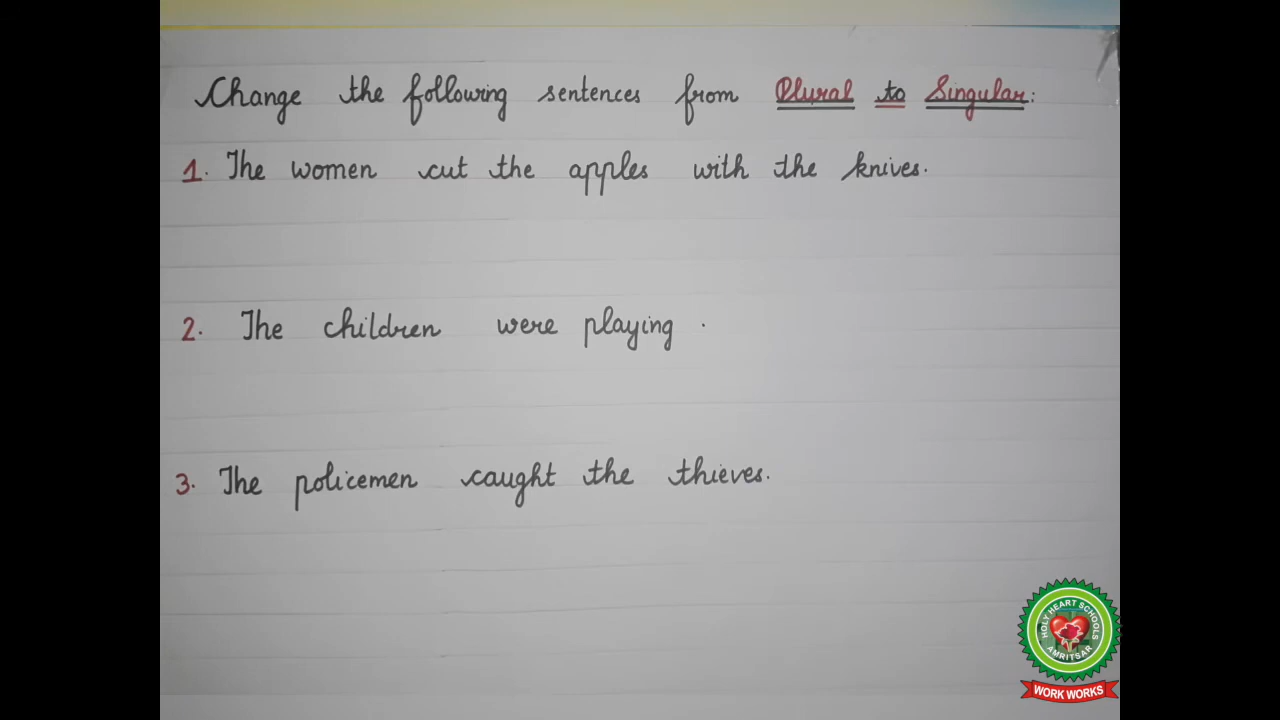 Change the following sentences from Plural to Singular:
1. The women cut the apples with the knives.
2. The children were playing.
3. The policemen caught the thieves.
HOLY HEART SCHOOLS
AMRITSAR
WORK WORKS